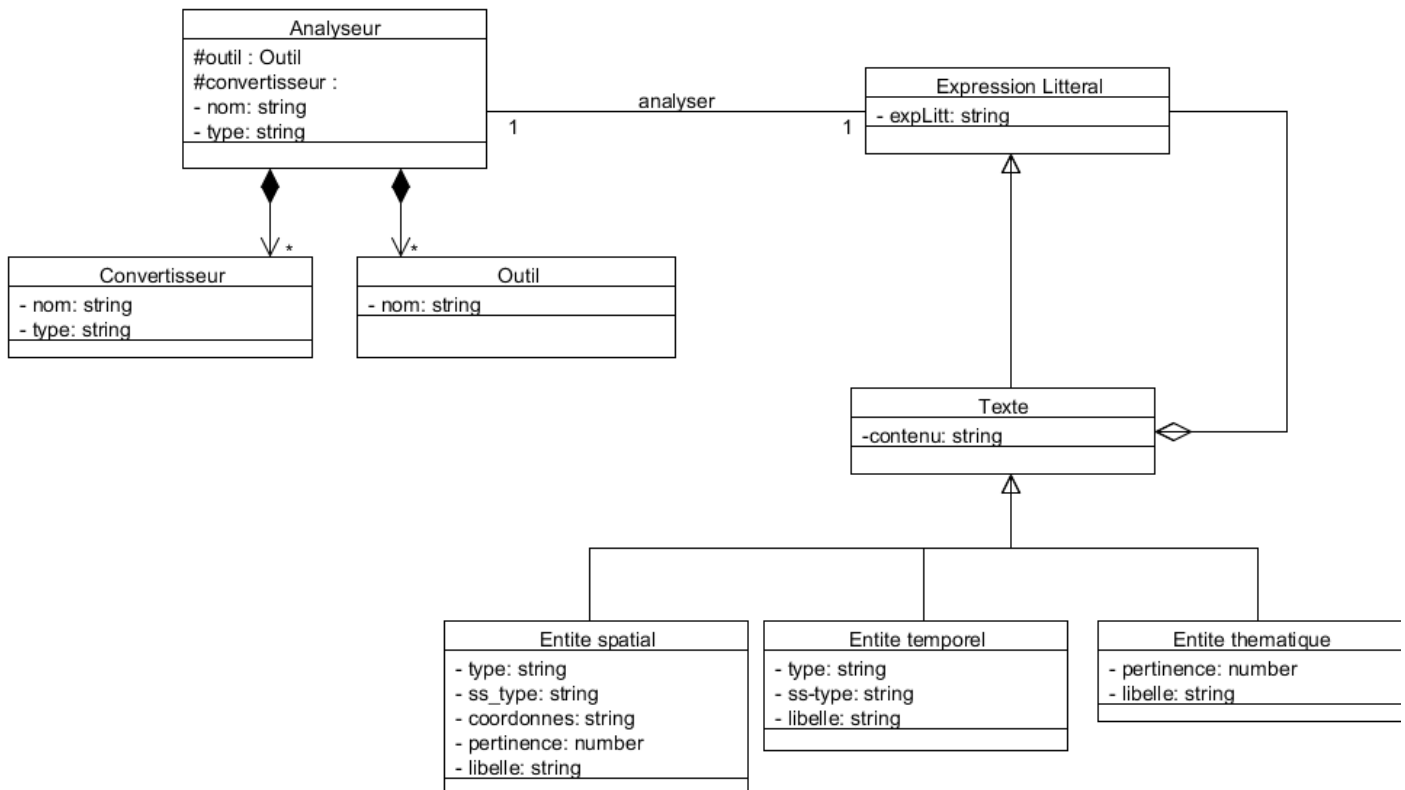 Analyseur
#outil : Outil
#convertisseur :
- nom: string
- type: string
analyser
1
1
Expression Litteral
- expLitt: string
*
*
Convertisseur
- nom: string
- type: string
Outil
- nom: string
Texte
-contenu: string
Entite spatial
- type: string
- ss_type: string
- coordonnes: string
- pertinence: number
- libelle: string
Entite temporel
- type: string
- ss-type: string
- libelle: string
Entite thematique
- pertinence: number
- libelle: string